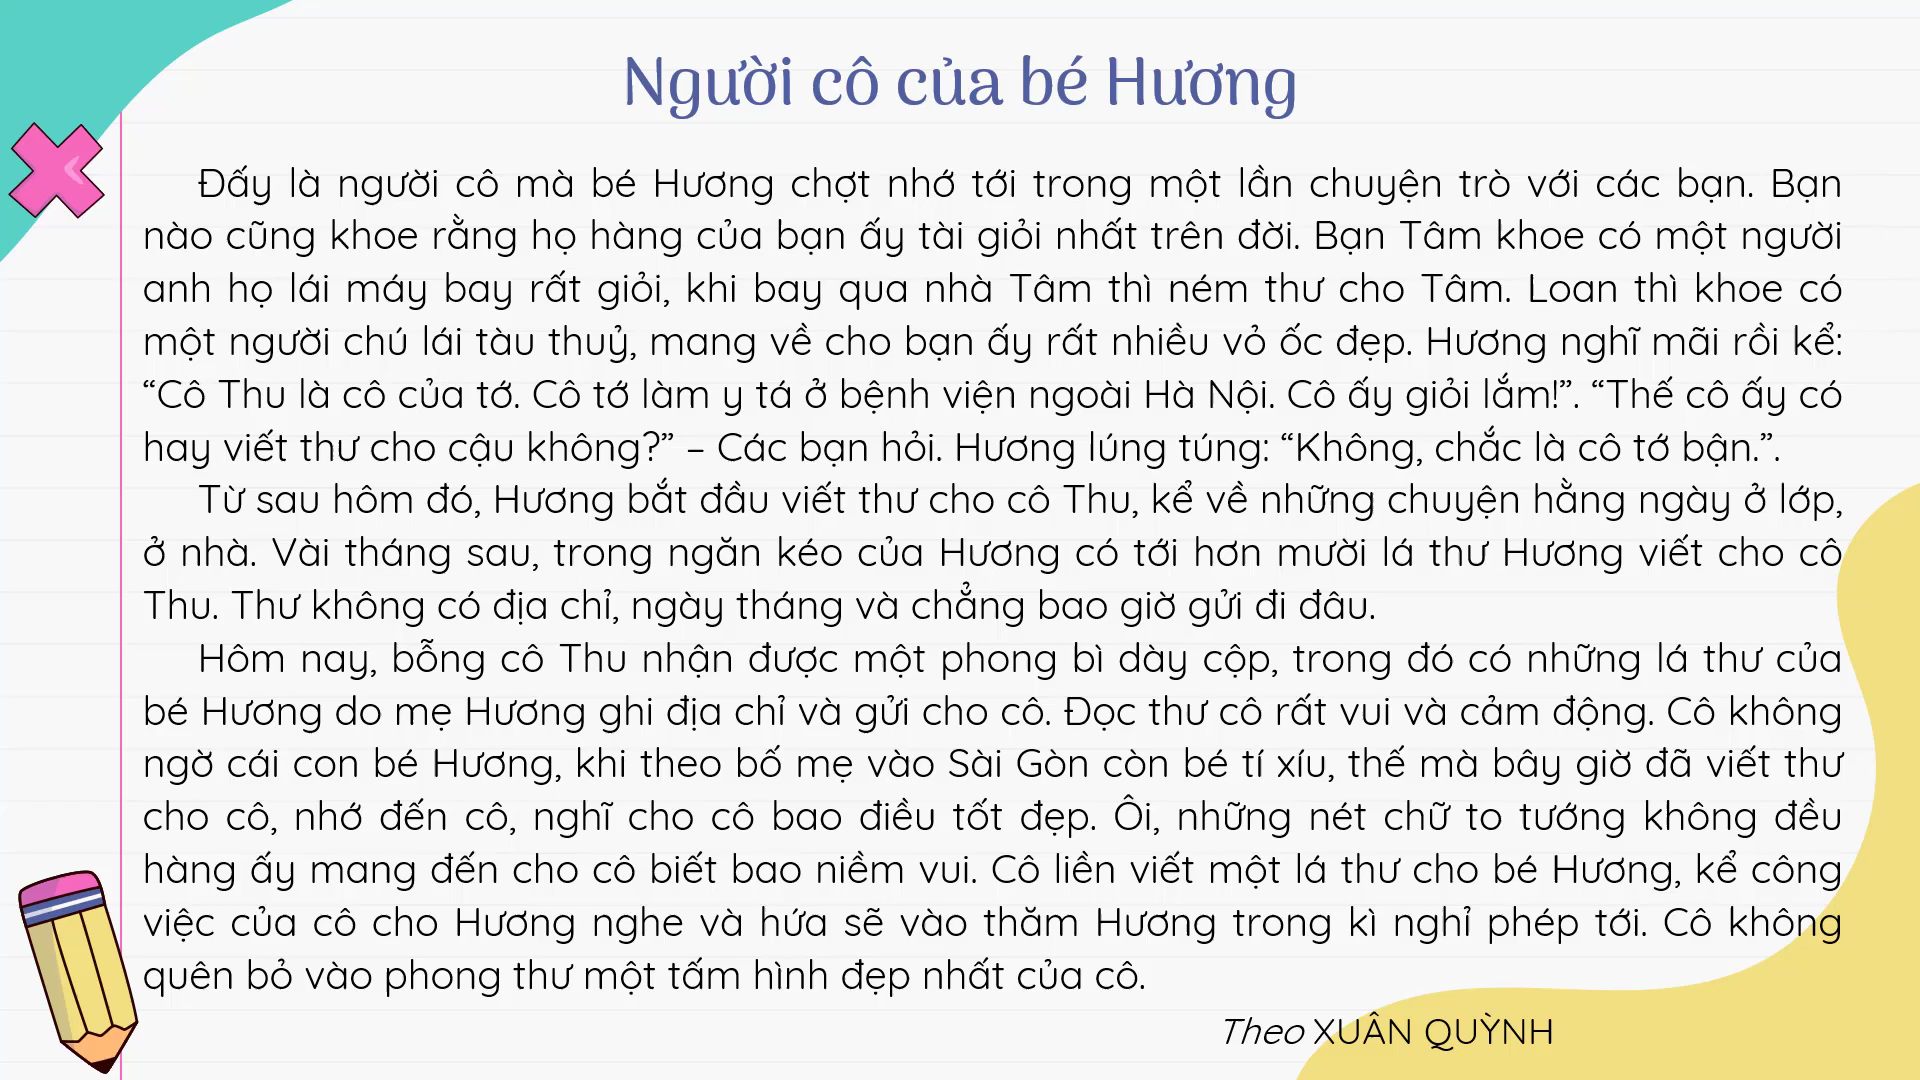 Người cô của bé Hương
Đấy là người cô mà bé Hương chợt nhớ tới trong một lần chuyện trò với các bạn. Bạn
nào cũng khoe rằng họ hàng của bạn ấy tài giỏi nhất trên đời. Bạn Tâm khoe có một người
anh họ lái máy bay rất giỏi, khi bay qua nhà Tâm thì ném thư cho Tâm. Loan thì khoe có
một người chú lái tàu thuỷ, mang về cho bạn ấy rất nhiều vỏ ốc đẹp. Hương nghĩ mãi rồi kể:
“Cô Thu là cô của tớ. Cô tớ làm y tá ở bệnh viện ngoài Hà Nội. Cô ấy giỏi lắm!”. “Thế cô ấy có
hay viết thư cho cậu không?” – Các bạn hỏi. Hương lúng túng: “Không, chắc là cô tớ bận.”.
Từ sau hôm đó, Hương bắt đầu viết thư cho cô Thu, kể về những chuyện hằng ngày ở lớp,
ở nhà. Vài tháng sau, trong ngăn kéo của Hương có tới hơn mười lá thư Hương viết cho cô
Thu. Thư không có địa chỉ, ngày tháng và chẳng bao giờ gửi đi đâu.
Hôm nay, bỗng cô Thu nhận được một phong bì dày cộp, trong đó có những lá thư của
bé Hương do mẹ Hương ghi địa chỉ và gửi cho cô. Đọc thư cô rất vui và cảm động. Cô không
ngờ cái con bé Hương, khi theo bố mẹ vào Sài Gòn còn bé tí xíu, thế mà bây giờ đã viết thư
cho cô, nhớ đến cô, nghĩ cho cô bao điều tốt đẹp. Ôi, những nét chữ to tướng không đều
hàng ấy mang đến cho cô biết bao niềm vui. Cô liền viết một lá thư cho bé Hương, kể công
việc của cô cho Hương nghe và hứa sẽ vào thăm Hương trong kì nghỉ phép tới. Cô không
quên bỏ vào phong thư một tấm hình đẹp nhất của cô.
Theo XUÂN QUỲNH